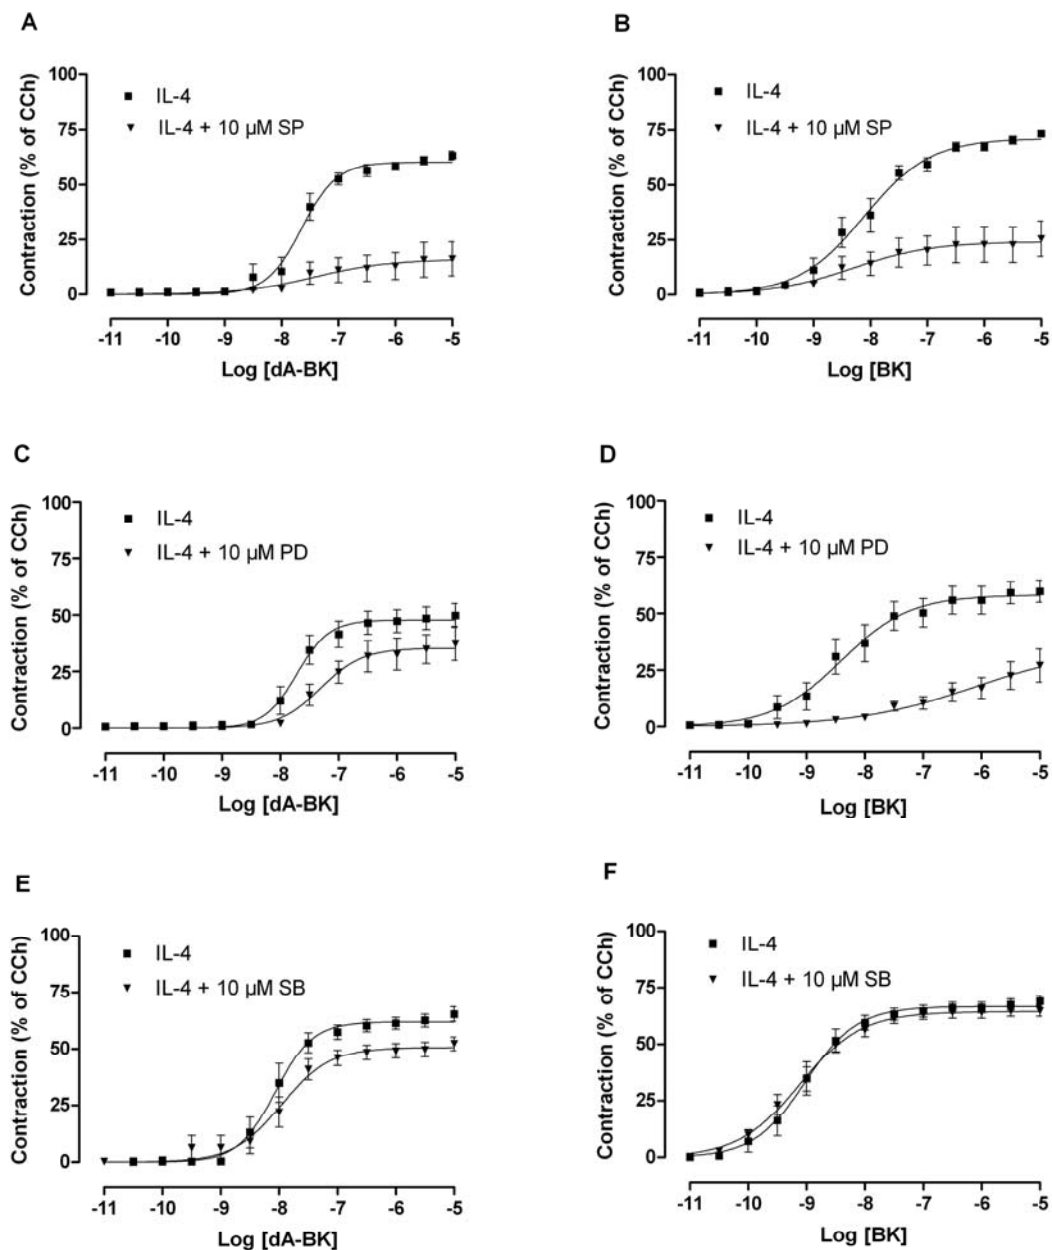 A
100
75
50
25
0
Contraction (% of CCh)
IL-4
IL-4 + 10 µM SP
-11 -10 -9 -8 -7 -6 -5
Log [dA-BK]
B
100
75
50
25
0
Contraction (% of CCh)
IL-4
IL-4 + 10 µM SP
-11 -10 -9 -8 -7 -6 -5
Log [BK]
C
100
75
50
25
0
Contraction (% of CCh)
IL-4
IL-4 + 10 µM PD
-11 -10 -9 -8 -7 -6 -5
Log [dA-BK]
D
100
75
50
25
0
Contraction (% of CCh)
IL-4
IL-4 + 10 µM PD
-11 -10 -9 -8 -7 -6 -5
Log [BK]
E
100
75
50
25
0
Contraction (% of CCh)
IL-4
IL-4 + 10 µM SB
-11 -10 -9 -8 -7 -6 -5
Log [dA-BK]
F
100
75
50
25
0
Contraction (% of CCh)
IL-4
IL-4 + 10 µM SB
-11 -10 -9 -8 -7 -6 -5
Log [BK]